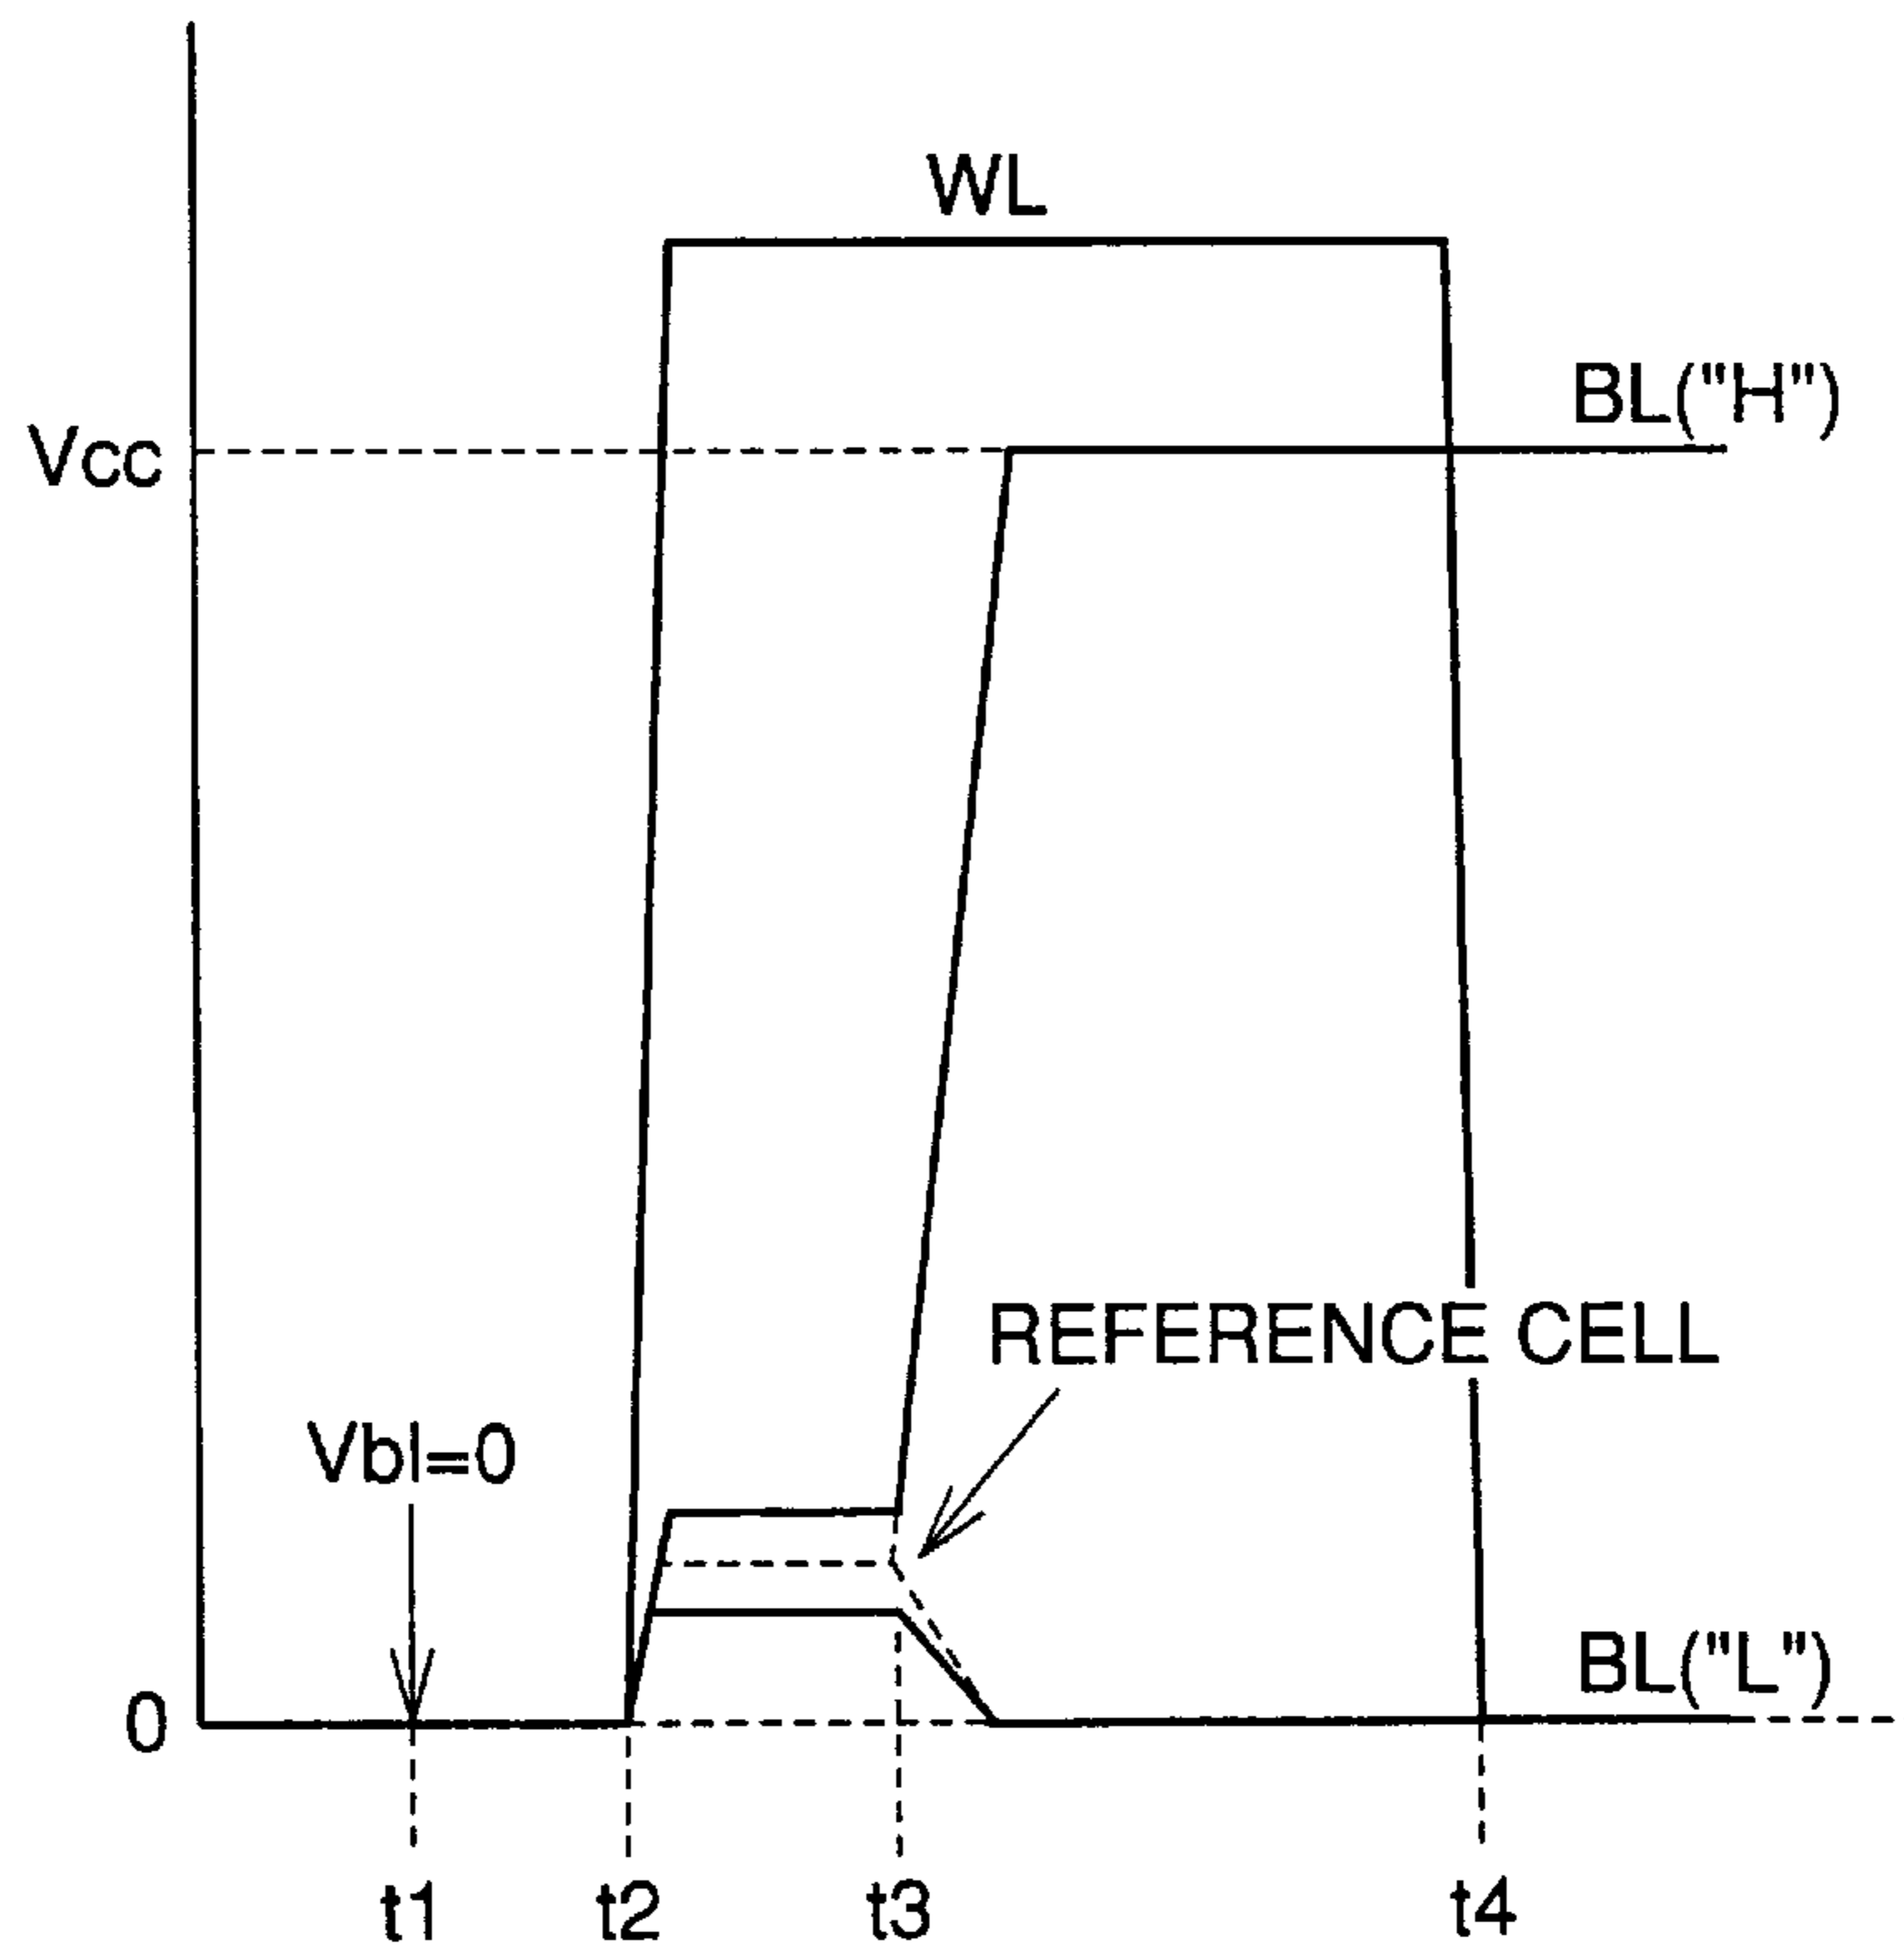 WL
BL("H")
Vcc
REFERENCE CELL
Vbl=0
BL("L")
0
t1
t2
t3
t4